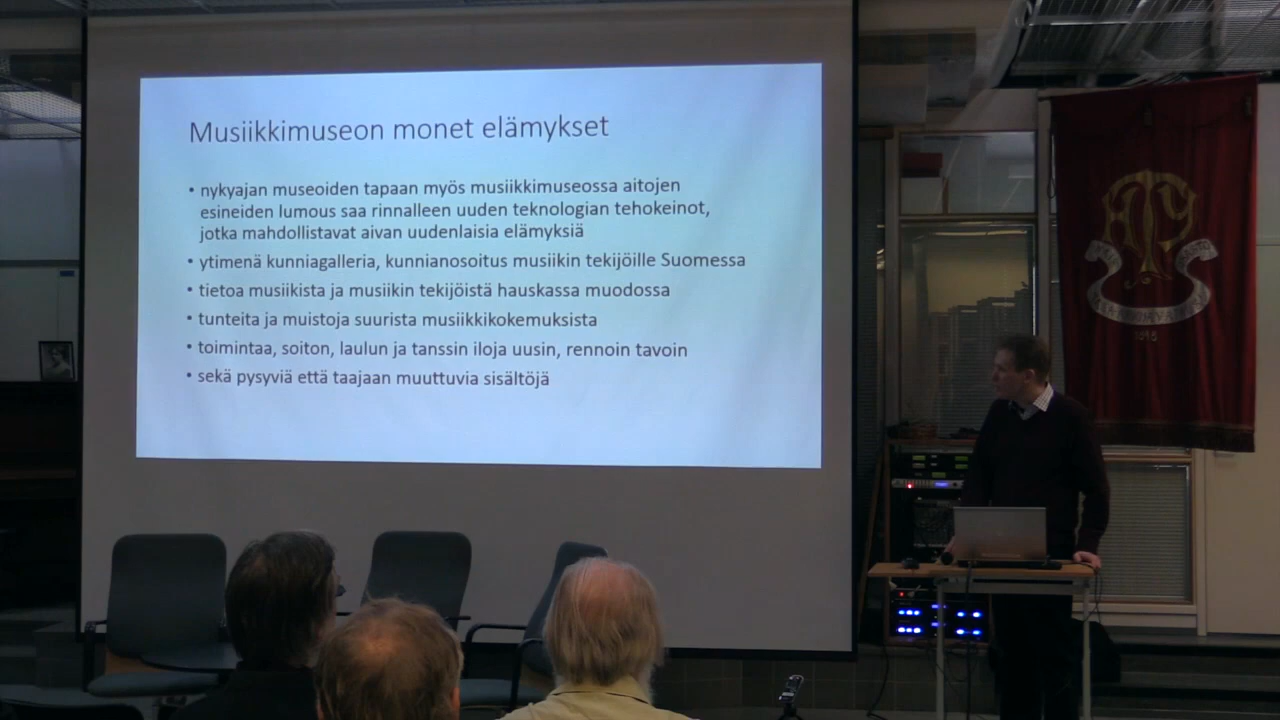 Musiikkimuseon monet elämykset
• nykyajan museoiden tapaan myös musiikkimuseossa aitojen
esineiden lumous saa rinnalleen uuden teknologian tehokeinot,
jotka mahdollistavat aivan uudenlaisia elämyksiä
• ytimenä kunniagalleria, kunnianosoitus musiikin tekijöille Suomessa
• tietoa musiikista ja musiikin tekijöistä hauskassa muodossa
• tunteita ja muistoja suurista musiikkikokemuksista
• toimintaa, soiton, laulun ja tanssin iloja uusin, rennoin tavoin
• sekä pysyviä että taajaan muuttuvia sisältöjä